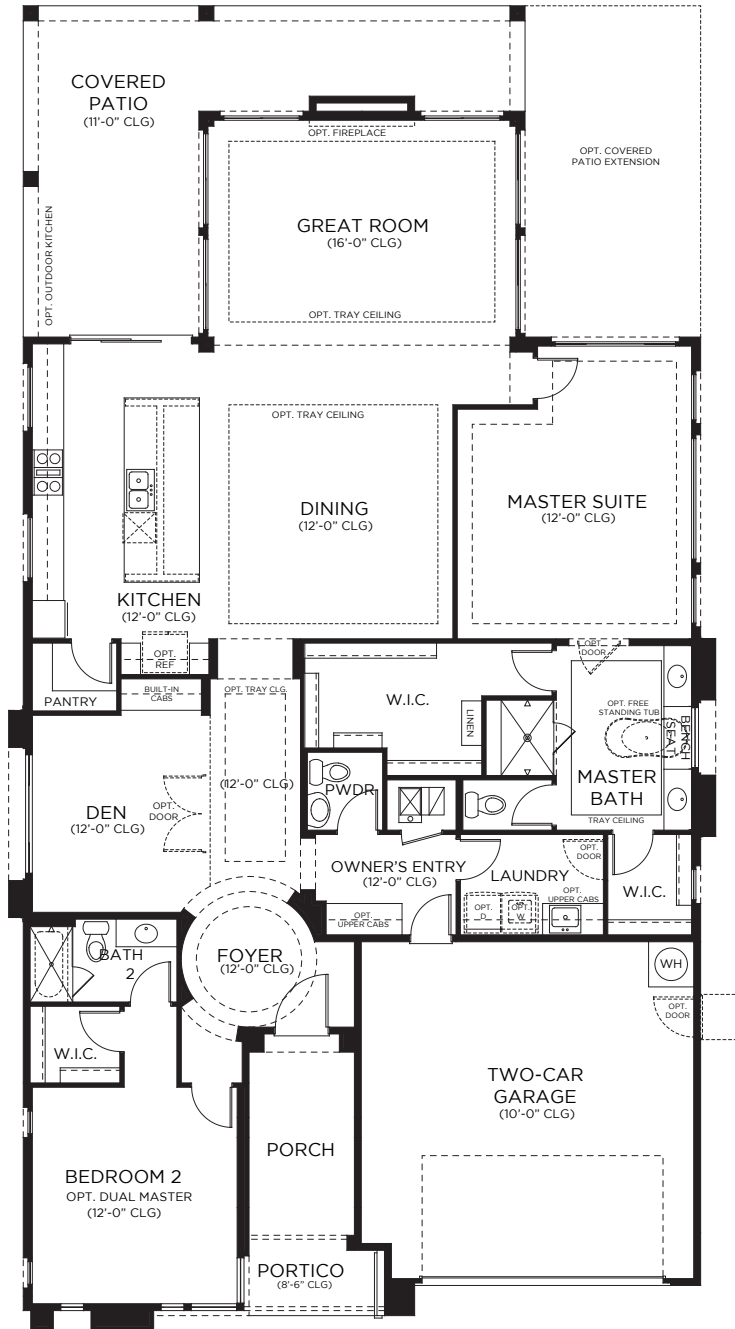 COVERED
PATIO
(11'-0" CLG)
OPT. FIREPLACE
OPT. COVERED
PATIO EXTENSION
OPT. OUTDOOR KITCHEN
GREAT ROOM
(16'-0" CLG)
OPT. TRAY CEILING
OPT. TRAY CEILING
DINING
(12'-0" CLG)
MASTER SUITE
(12'-0" CLG)
KITCHEN
(12'-0" CLG)
OPT.
REF
PANTRY
BUILT-IN
CABS
OPT. TRAY CLG.
W.I.C.
LINEN
OPT.
DOOR
OPT. FREE
STANDING TUB
BENCH
SEAT
MASTER
BATH
TRAY CEILING
(12'-0" CLG)
PWDR
DEN
(12'-0" CLG)
OPT.
DOOR
OWNER'S ENTRY
(12'-0" CLG)
OPT.
UPPER CABS
LAUNDRY
OPT.
DOOR
OPT.
UPPER CABS
OPT.
D
OPT.
W
W.I.C.
BATH
2
FOYER
(12'-0" CLG)
WH
OPT.
DOOR
W.I.C.
TWO-CAR
GARAGE
(10'-0" CLG)
PORCH
BEDROOM 2
OPT. DUAL MASTER
(12'-0" CLG)
PORTICO
(8'-6" CLG)